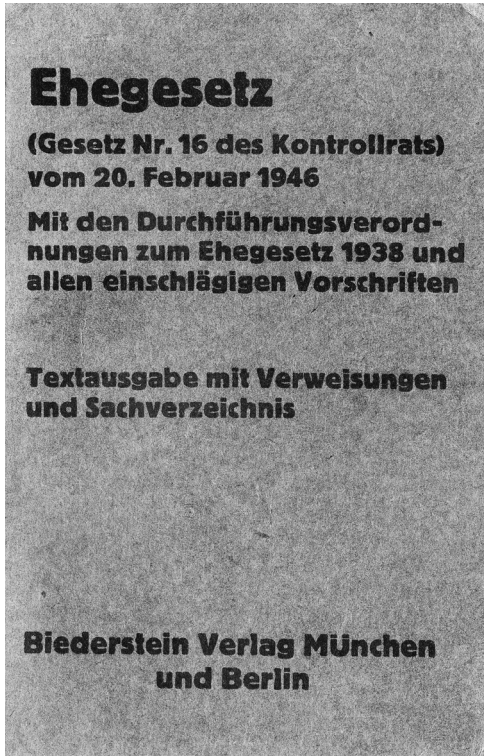 Ehegesetz
(Gesetz Nr. 16 des Kontrollrats)
vom 20. Februar 1946
Mit den Durchführungsverord-
nungen zum Ehegesetz 1938 und
allen einschlägigen Vorschriften
Textausgabe mit Verweisungen
und Sachverzeichnis
Biederstein Verlag München
und Berlin